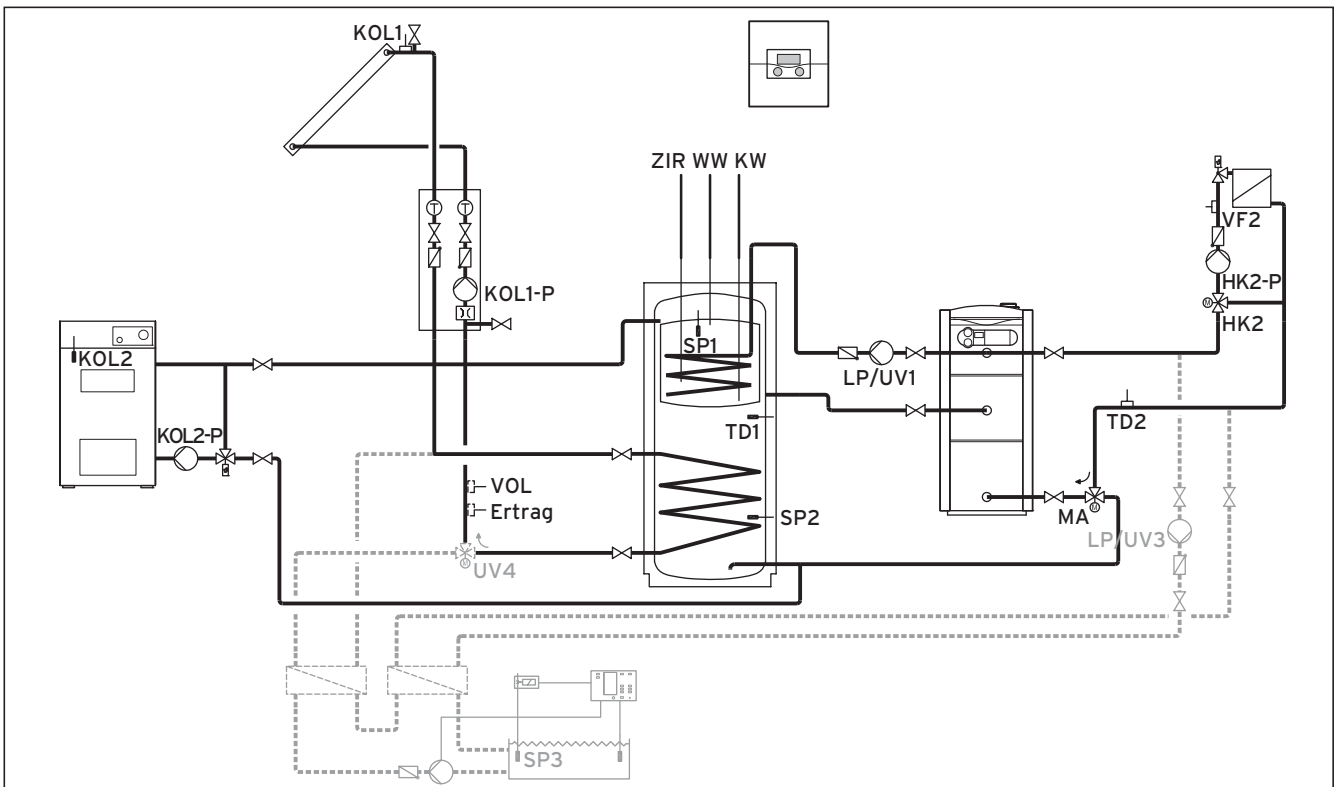 KOL1
ZIR WW KW
VF2
KOL1-P
HK2-P
HK2
SP1
KOL2
LP/UV1
TD1
TD2
KOL2-P
VOL
Ertrag
SP2
MA
LP/UV3
UV4
SP3
T
T
M
M
M